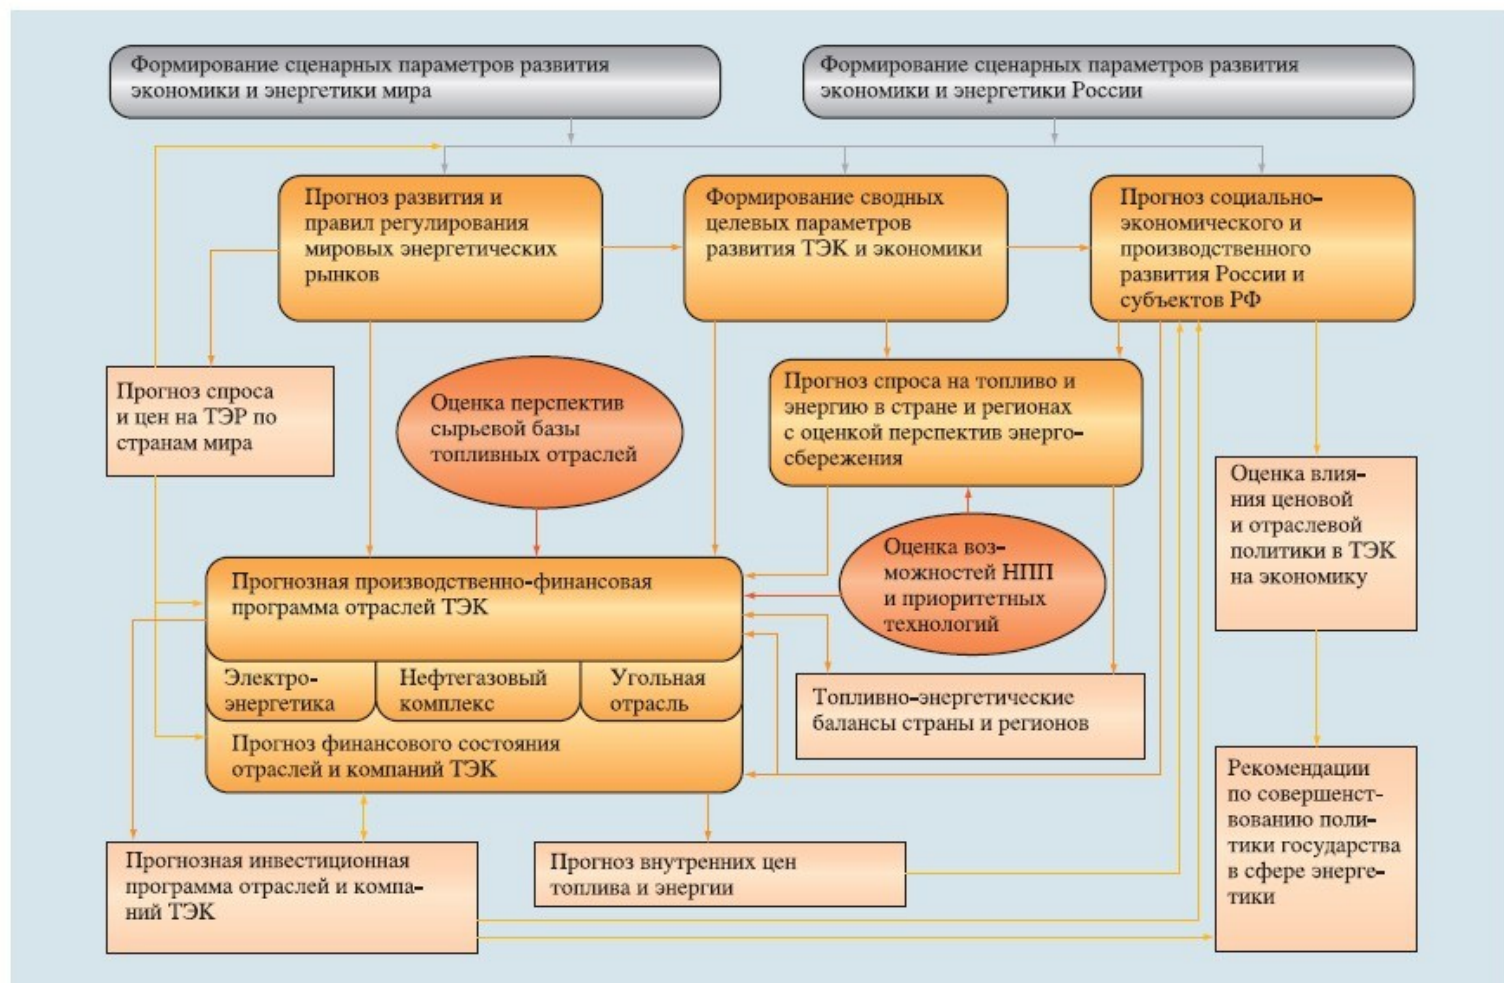 Формирование сценарных параметров развития
экономики и энергетики мира
Формирование сценарных параметров развития
экономики и энергетики России
Прогноз развития и
правил регулирования
мировых энергетических
рынков
Формирование сводных
целевых параметров
развития ТЭК и экономики
Прогноз социально-
экономического и
производственного
развития России и
субъектов РФ
Прогноз спроса
и цен на ТЭР по
странам мира
Оценка перспектив
сырьевой базы
топливных отраслей
Прогноз спроса на топливо и
энергию в стране и регионах
с оценкой перспектив энерго-
сбережения
Оценка влия-
ния ценовой
и отраслевой
политики в ТЭК
на экономику
Оценка воз-
можностей НПП
и приоритетных
технологий
Прогнозная производственно-финансовая
программа отраслей ТЭК
Электро-
энергетика
Нефтегазовый
комплекс
Угольная
отрасль
Прогноз финансового состояния
отраслей и компаний ТЭК
Топливно-энергетические
балансы страны и регионов
Рекомендации
по совершенст-
вованию поли-
тики государства
в сфере энерге-
тики
Прогнозная инвестиционная
программа отраслей и компа-
ний ТЭК
Прогноз внутренних цен
топлива и энергии